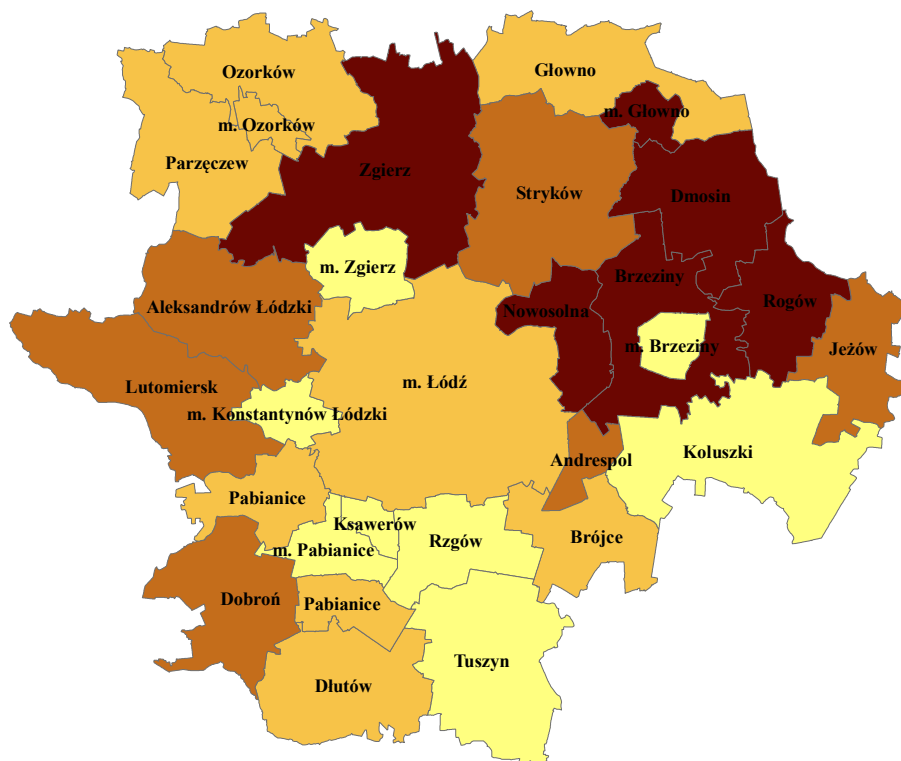 Ozorków
Głowno
m. Ozorków
m. Głowno
Parzęczew
Zgierz
Stryków
Dmosin
m. Zgierz
Brzeziny
Aleksandrów Łódzki
Nowosolna
Rogów
m. Brzeziny
Jeżów
Lutomiersk
m. Łódź
m. Konstantynów Łódzki
Koluszki
Andrespol
Pabianice
Ksawerów
m. Pabianice
Rzgów
Brójce
Dobroń
Pabianice
Tuszyn
Dłutów